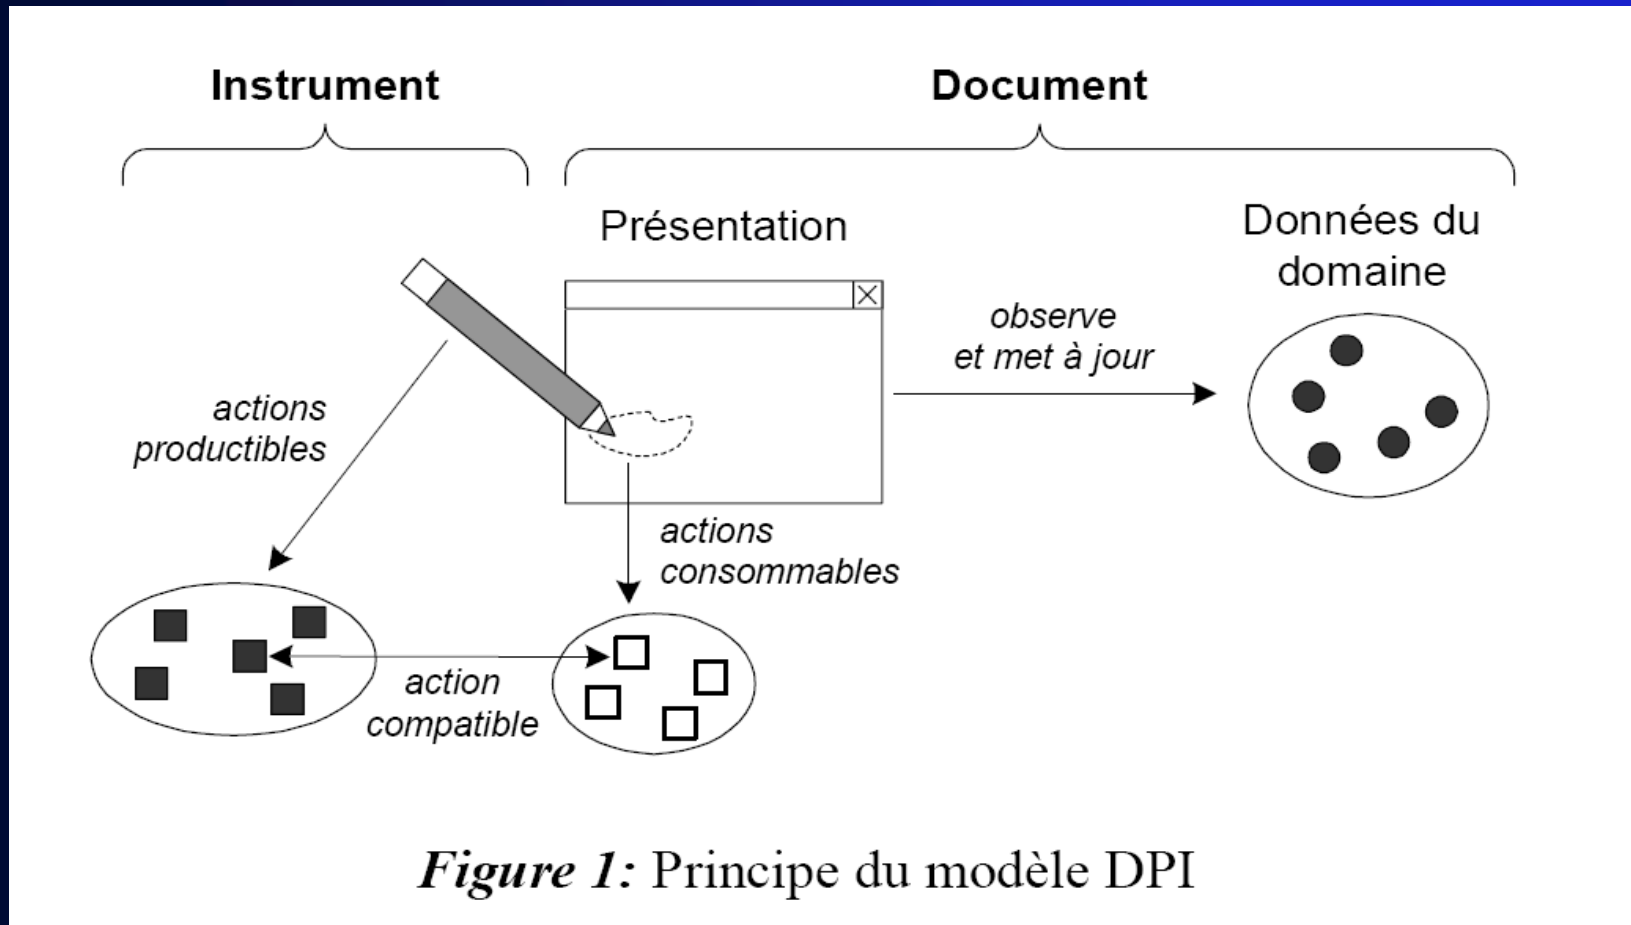 Instrument
Document
Présentation
Données du
domaine
observe
et met à jour
actions
productibles
actions
consommables
action
compatible
Figure 1: Principe du modèle DPI